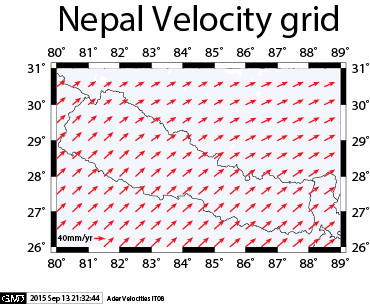 Nepal Velocity grid
80˚ 81˚ 82˚ 83˚ 84˚ 85˚ 86˚ 87˚ 88˚ 89˚
31˚ 31˚
30˚ 30˚
29˚ 29˚
28˚ 28˚
27˚ 27˚
40mm/yr
26˚ 26˚
80˚ 81˚ 82˚ 83˚ 84˚ 85˚ 86˚ 87˚ 88˚ 89˚
GMT 2015 Sep 13 21:32:44 Ader Velocities IT08